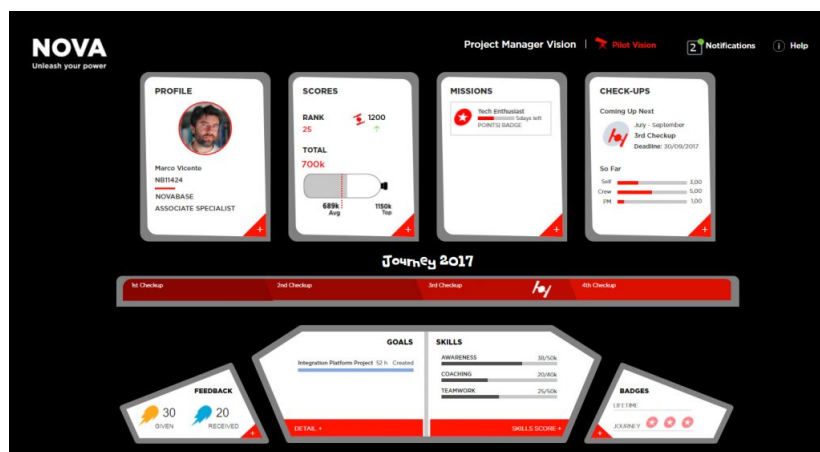 NOVA
Unleash your power
Project Manager Vision | Pilot Vision
2 Notifications
i Help
PROFILE
Marco Vicente
NB11424
NOVABASE
ASSOCIATE SPECIALIST
+
SCORES
RANK
25
1200
TOTAL
700k
689k
Avg
1150k
Top
+
MISSIONS
Tech Enthusiast
5days left
POINTS| BADGE
+
CHECK-UPS
Coming Up Next
July - September
3rd Checkup
Deadline: 30/09/2017
So Far
Self 3,00
Crew 5,00
PM 1,00
+
Journey 2017
1st Checkup
2nd Checkup
3rd Checkup
4th Checkup
FEEDBACK
30
GIVEN
20
RECEIVED
+
GOALS
Integration Platform Project 52 h Created
DETAIL +
SKILLS
AWARENESS 30/50k
COACHING 20/40k
TEAMWORK 25/50k
SKILLS SCORE +
BADGES
LIFETIME
JOURNEY
+